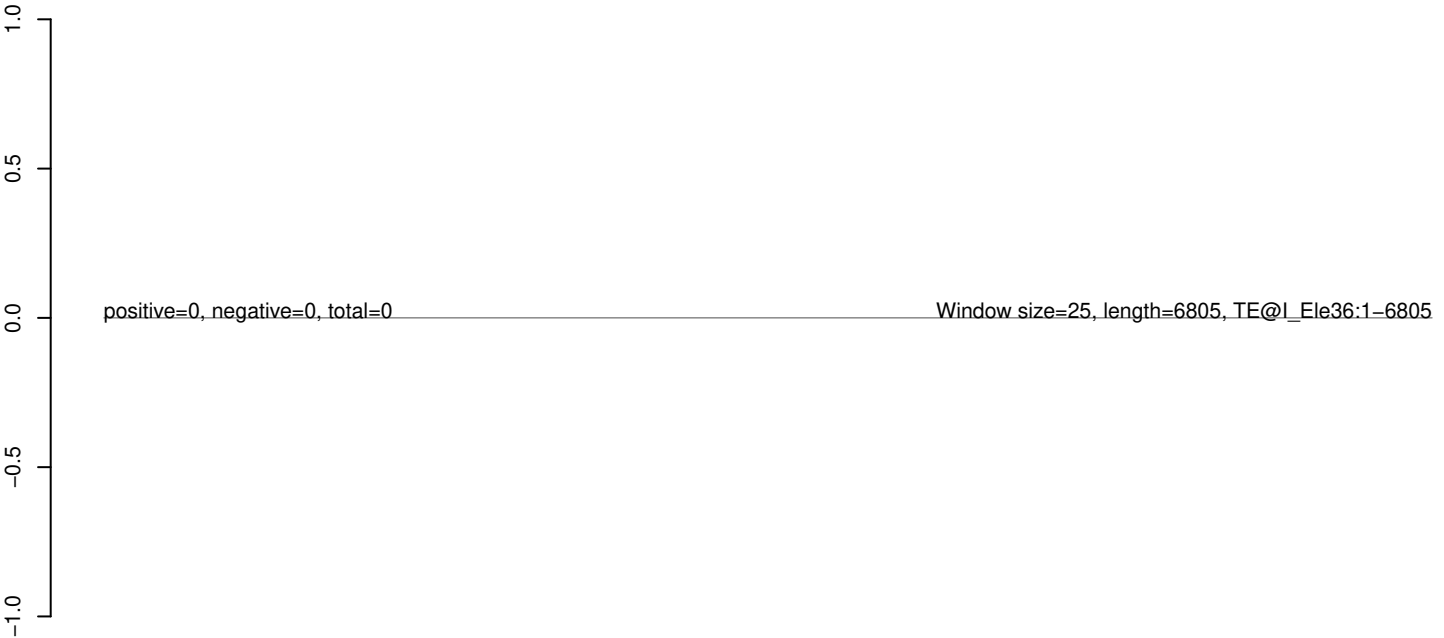 1.0
0.5
0.0
positive=0, negative=0, total=0
Window size=25, length=6805, TE@I_Ele36:1−6805
−0.5
−1.0